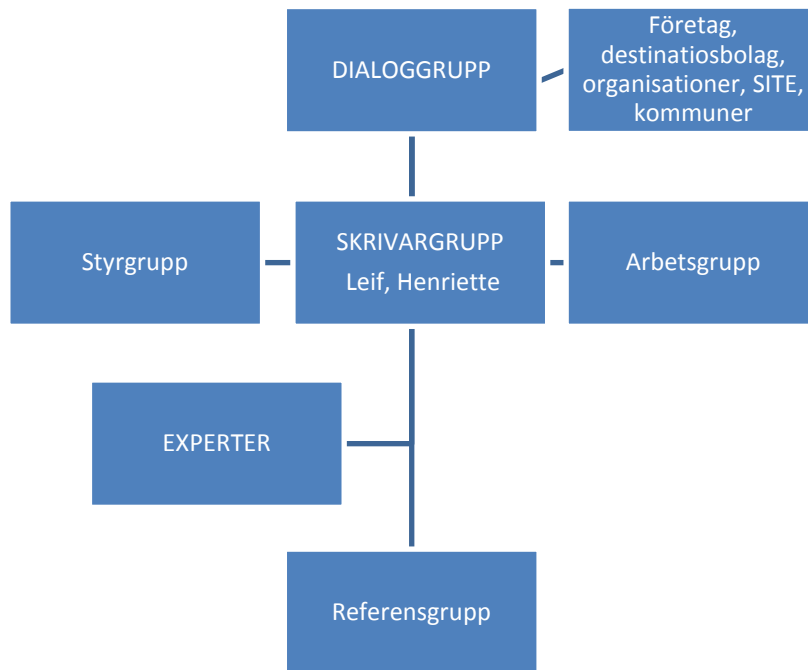 DIALOGGRUPP
Företag,
destinatiosbolag,
organisationer, SITE,
kommuner
Styrgrupp
SKRIVARGRUPP
Leif, Henriette
Arbetsgrupp
EXPERTER
Referensgrupp